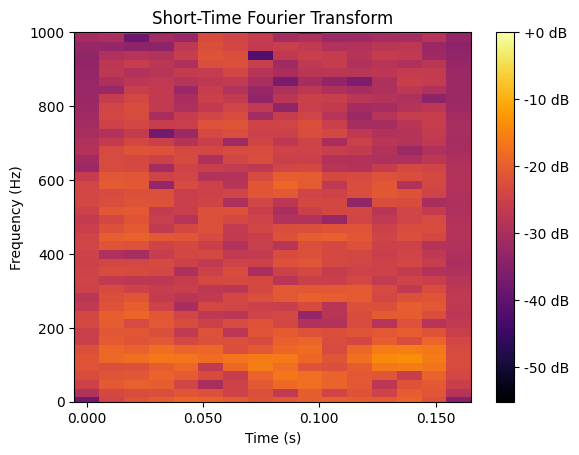 Short-Time Fourier Transform
1000
800
600
400
200
0
Frequency (Hz)
0.000
0.050
0.100
0.150
Time (s)
+0 dB
-10 dB
-20 dB
-30 dB
-40 dB
-50 dB